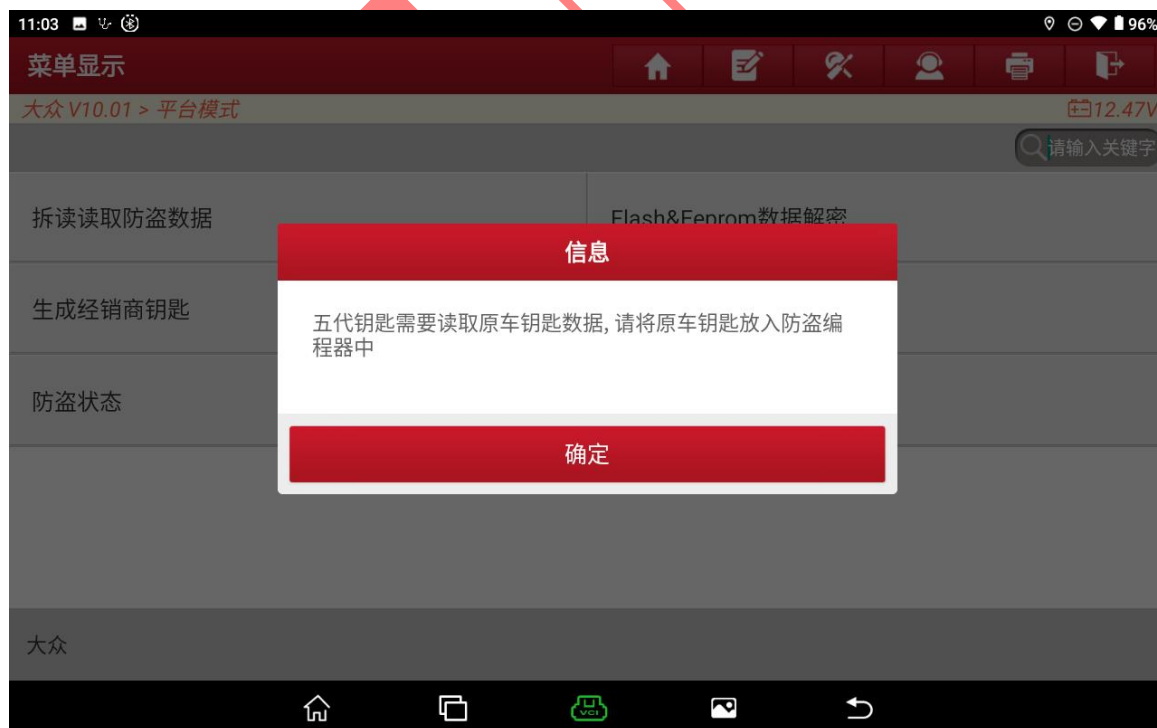 11:03
96%
菜单显示
大众 V10.01 > 平台模式
12.47V
请输入关键字
拆读读取防盗数据
Flash&Eeprom数据解密
信息
生成经销商钥匙
五代钥匙需要读取原车钥匙数据, 请将原车钥匙放入防盗编
程器中
防盗状态
确定
大众
VCI